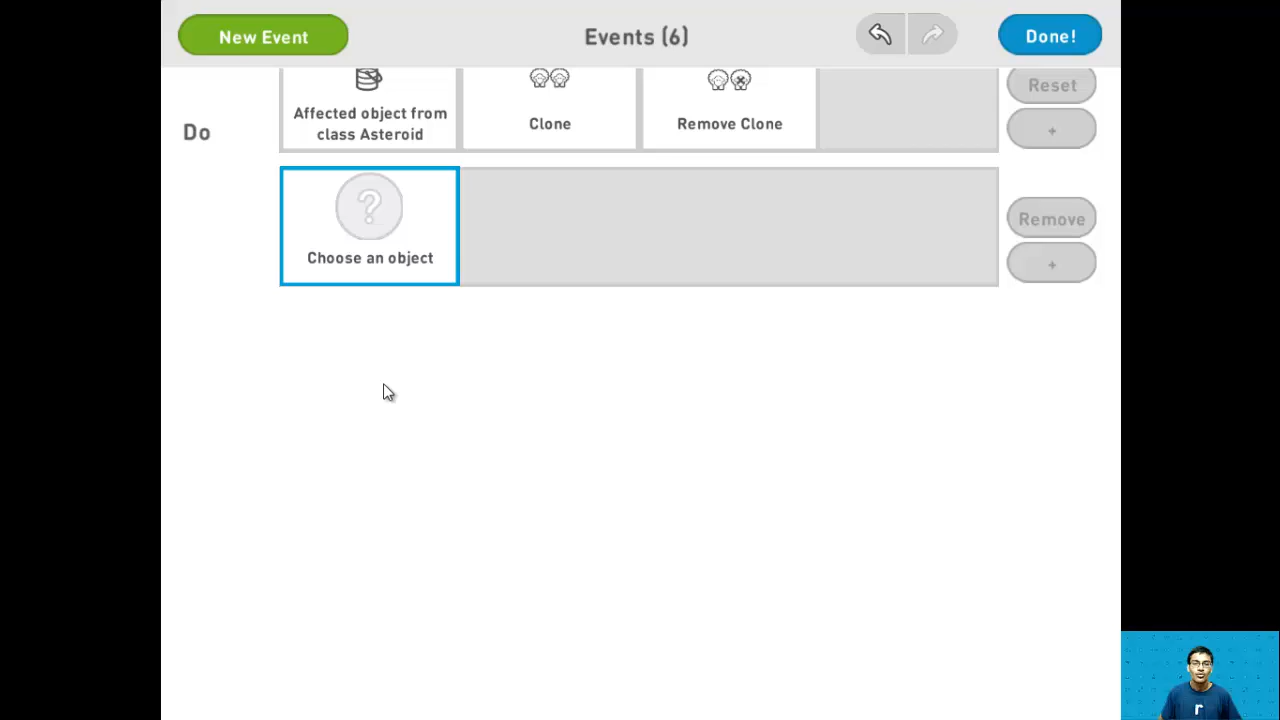 New Event
Events (6)
Done!
Do
Affected object from
class Asteroid
Clone
Remove Clone
Reset
+
?
Choose an object
Remove
+
r